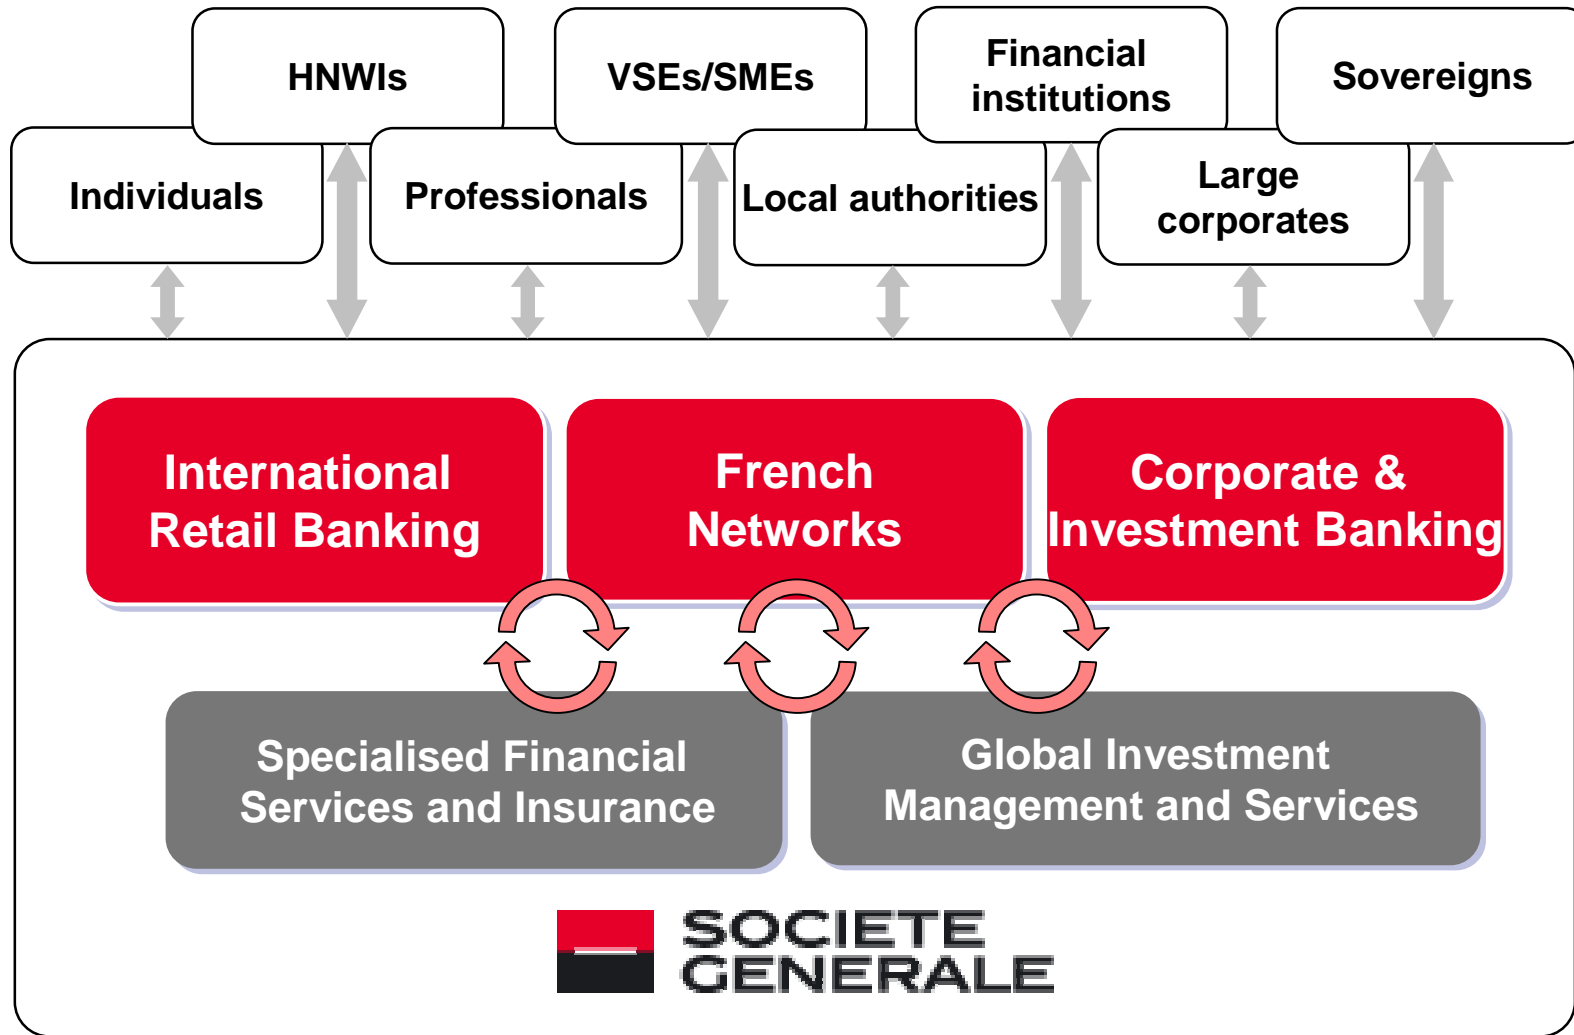 HNWIs
VSEs/SMEs
Financial
institutions
Sovereigns
Individuals
Professionals
Local authorities
Large
corporates
International
Retail Banking
French
Networks
Corporate &
Investment Banking
Specialised Financial
Services and Insurance
Global Investment
Management and Services
SOCIETE
GENERALE